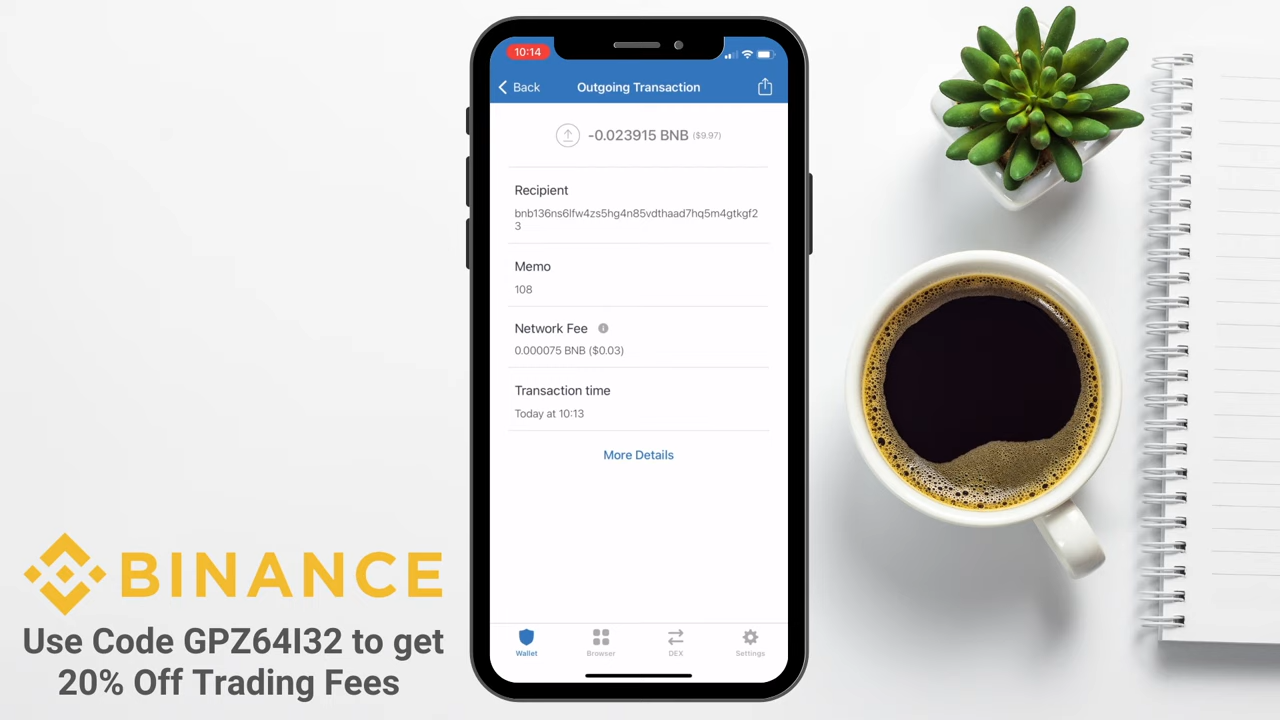 10:14
Back
Outgoing Transaction
-0.023915 BNB ($9.97)
Recipient
bnb136ns6lfw4zs5hg4n85vdthaad7hq5m4gtkgf2
3
Memo
108
Network Fee
0.000075 BNB ($0.03)
Transaction time
Today at 10:13
More Details
Wallet
Browser
DEX
Settings
BINANCE
Use Code GPZ64I32 to get
20% Off Trading Fees